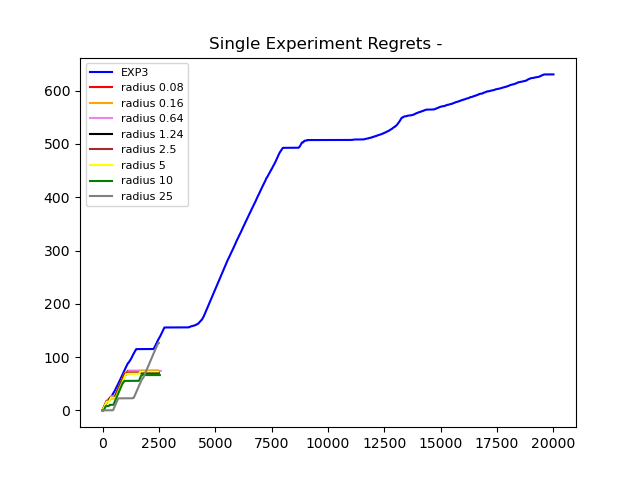 Single Experiment Regrets -
EXP3
radius 0.08
radius 0.16
radius 0.64
radius 1.24
radius 2.5
radius 5
radius 10
radius 25
600
500
400
300
200
100
0
0 2500 5000 7500 10000 12500 15000 17500 20000